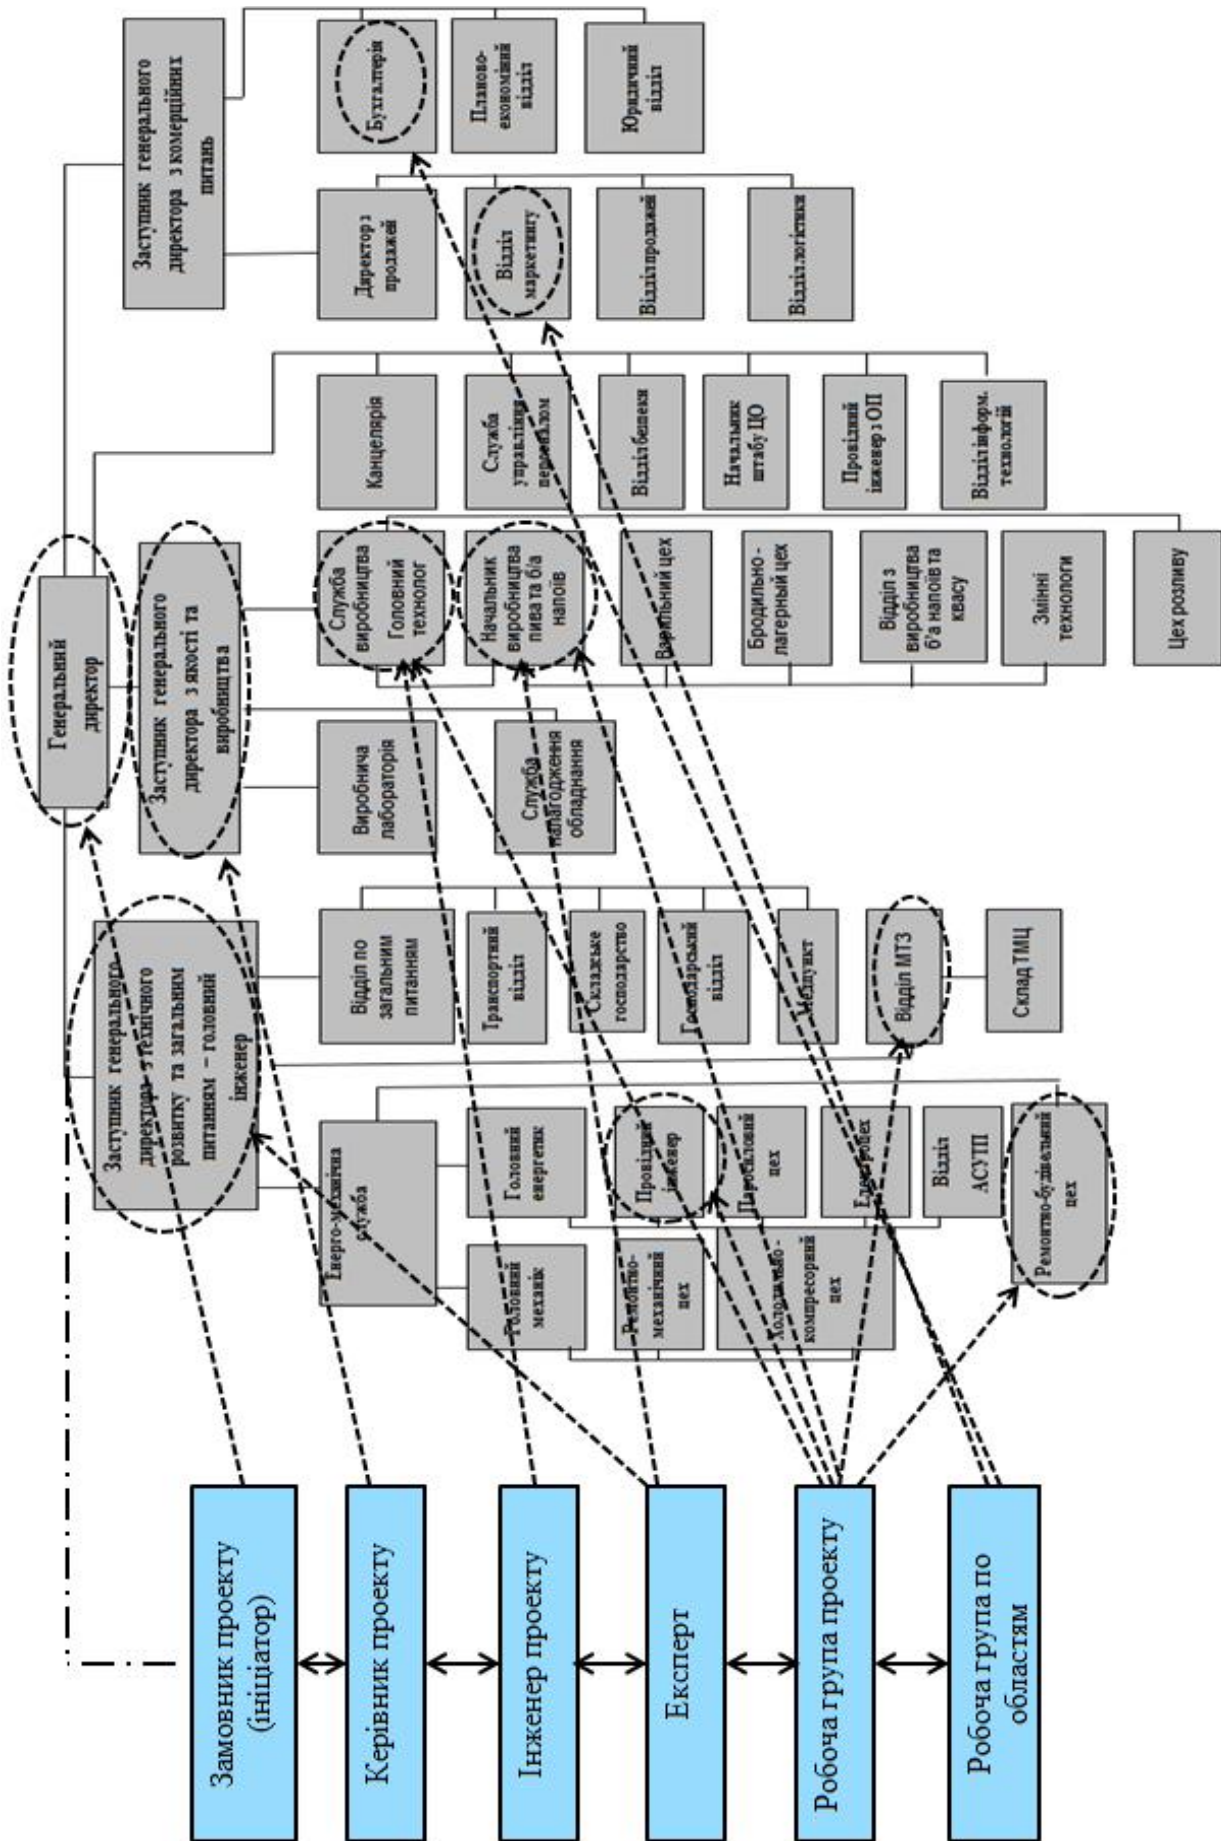 Генеральний
директор
Заступник генерального
директора з технічного
розвитку та загальним
питанням – головний
інженер
Заступник генерального
директора з якості та
виробництва
Заступник генерального
директора з комерційних
питань
Енерго-механічна
служба
Головний
механік
Ремонтно-
механічний
цех
Холодильно-
компресорний
цех
Головний
енергетик
Провідний
інженер
Паросиловий
цех
Електроцех
Відділ
АСУПП
Ремонтно-будівельний
цех
Відділ по
загальним
питанням
Транспортний
відділ
Складське
господарство
Господарський
відділ
Медпункт
Відділ МТЗ
Склад ТМЦ
Виробнича
лабораторія
Служба
налагодження
обладнання
Служба
виробництва
Головний
технолог
Начальник
виробництва
пива та б/а
напоїв
Варильний цех
Бродильно -
лагерный цех
Відділ з
виробництва
б'а напоїв та
квасу
Змінні
технологи
Цех розливу
Канцелярія
Служба
управління
персоналом
Відділ безпеки
Начальник
штабу ЦО
Провідний
інженер з ОП
Відділ інформ.
технологій
Директор з
продажей
Відділ
маркетингу
Відділ продажей
Відділ логістики
Бухгалтерія
Планово-
економічний
відділ
Юридичний
відділ
Замовник проекту
(ініціатор)
Керівник проекту
Інженер проекту
Експерт
Робоча група проекту
Робоча група по
областям